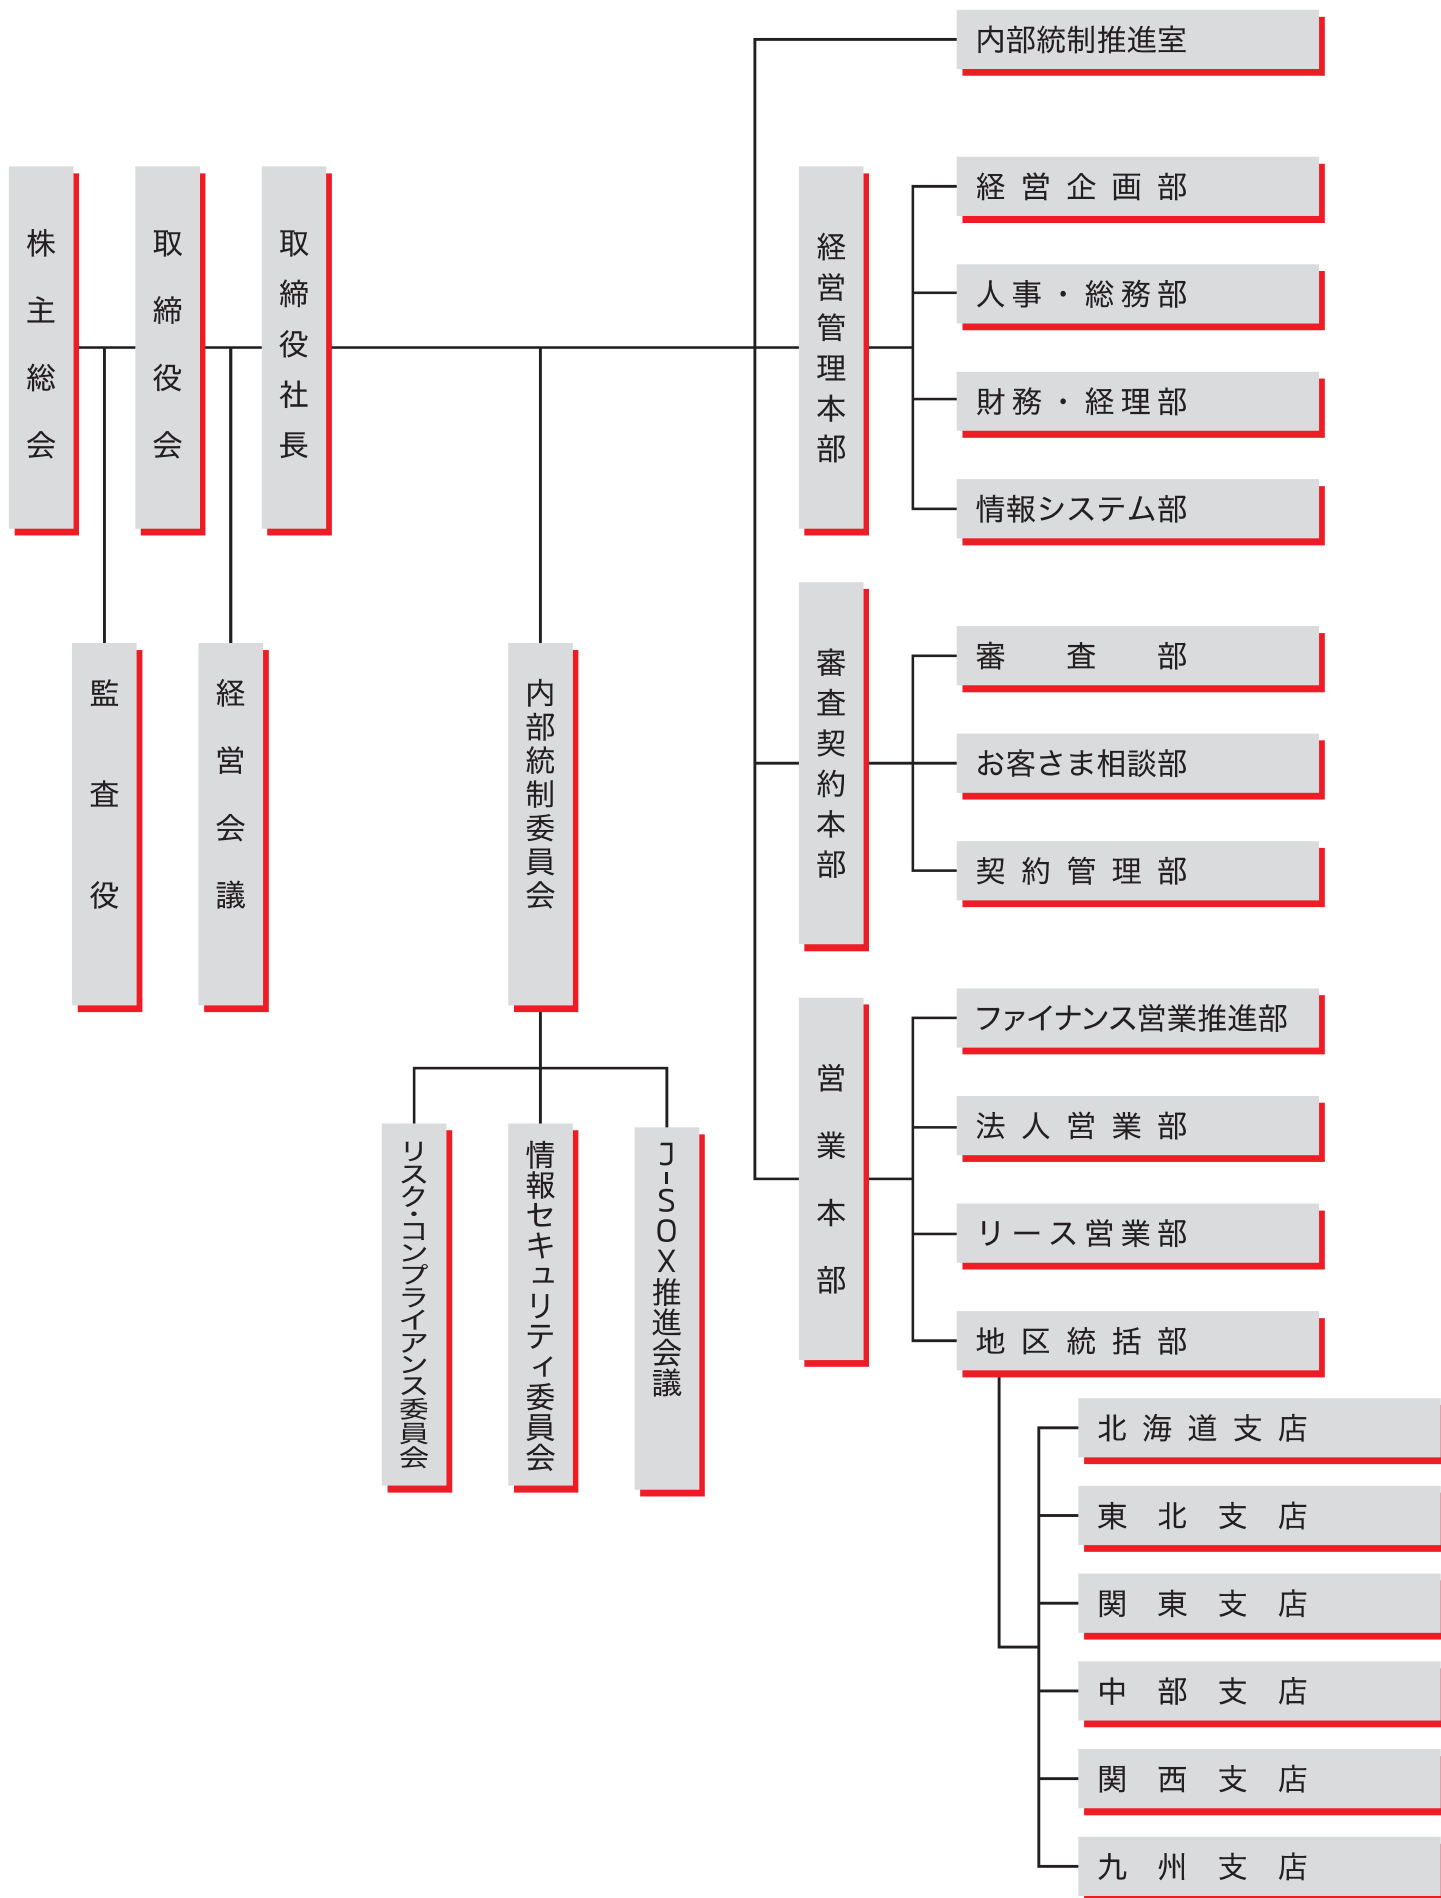 株主総会
取締役会
取締役社長
監査役
経営会議
内部統制委員会
リスク・コンプライアンス委員会
情報セキュリティ委員会
J-SOX推進会議
内部統制推進室
経営管理本部
経営企画部
人事・総務部
財務・経理部
情報システム部
審査契約本部
審査部
お客さま相談部
契約管理部
営業本部
ファイナンス営業推進部
法人営業部
リース営業部
地区統括部
北海道支店
東北支店
関東支店
中部支店
関西支店
九州支店